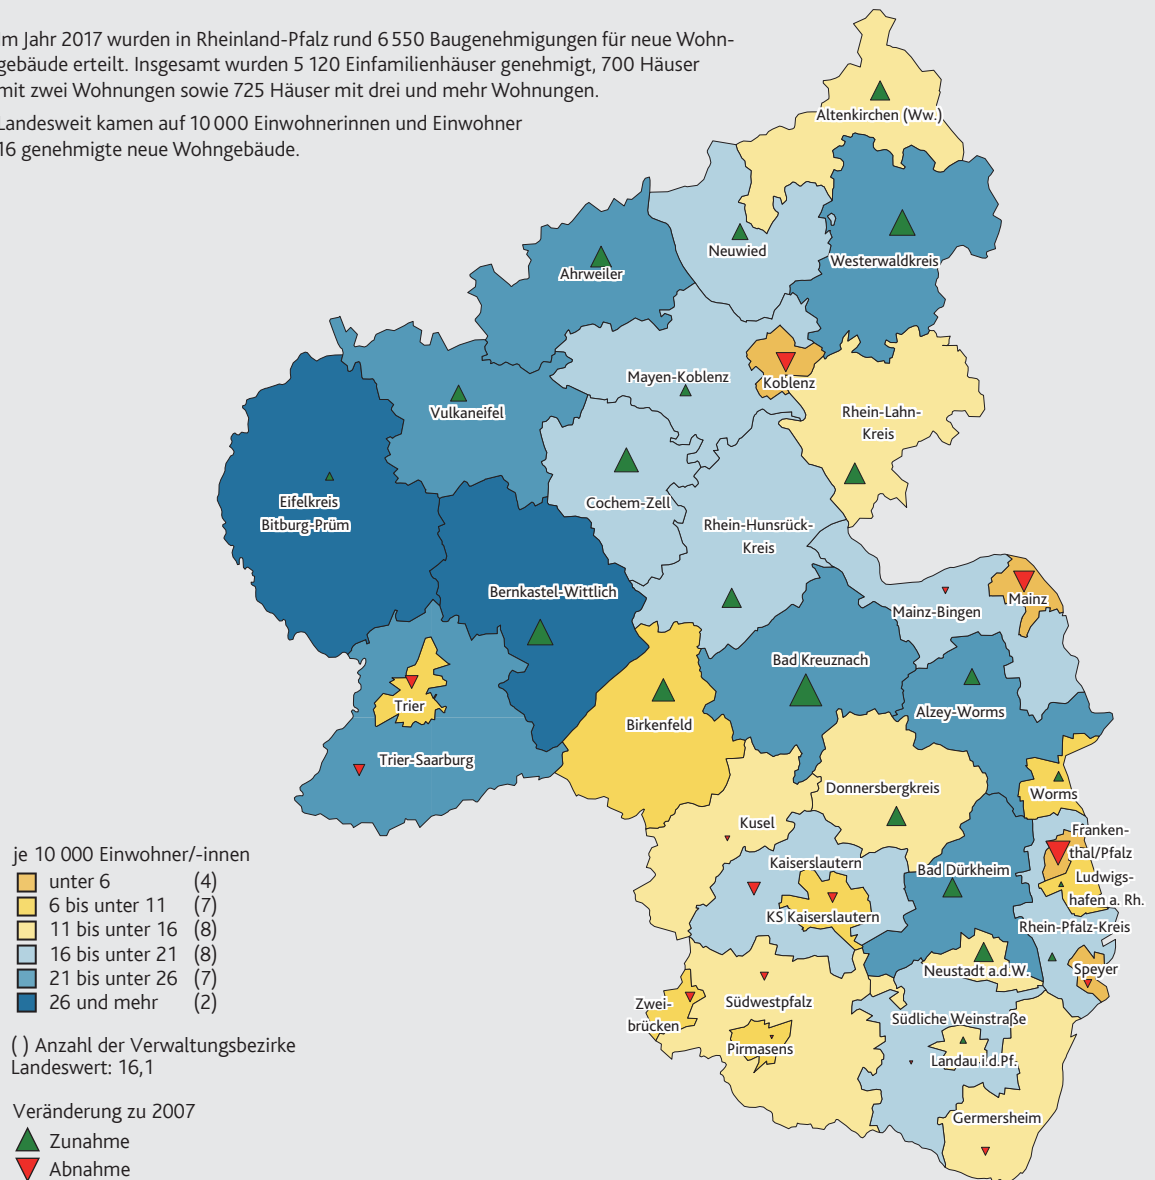 Im Jahr 2017 wurden in Rheinland-Pfalz rund 6 550 Baugenehmigungen für neue Wohn-
gebäude erteilt. Insgesamt wurden 5 120 Einfamilienhäuser genehmigt, 700 Häuser
mit zwei Wohnungen sowie 725 Häuser mit drei und mehr Wohnungen.
Landesweit kamen auf 10 000 Einwohnerinnen und Einwohner
16 genehmigte neue Wohngebäude.
Altenkirchen (Ww.)
Neuwied
Westerwaldkreis
Ahrweiler
Mayen-Koblenz
Koblenz
Vulkaneifel
Rhein-Lahn-
Kreis
Eifelkreis
Bitburg-Prüm
Cochem-Zell
Rhein-Hunsrück-
Kreis
Bernkastel-Wittlich
Mainz-Bingen
Mainz
Bad Kreuznach
Trier
Birkenfeld
Alzey-Worms
Trier-Saarburg
Donnersbergkreis
Worms
Kusel
Franken-
thal/Pfalz
Kaiserslautern
Bad Dürkheim
Ludwigs-
hafen a. Rh.
KS Kaiserslautern
Rhein-Pfalz-Kreis
Neustadt a.d.W.
Speyer
Zwei-
brücken
Südwestpfalz
Südliche Weinstraße
Pirmasens
Landau i.d.Pf.
Germersheim
je 10 000 Einwohner/-innen
unter 6 (4)
6 bis unter 11 (7)
11 bis unter 16 (8)
16 bis unter 21 (8)
21 bis unter 26 (7)
26 und mehr (2)
( ) Anzahl der Verwaltungsbezirke
Landeswert: 16,1
Veränderung zu 2007
Zunahme
Abnahme